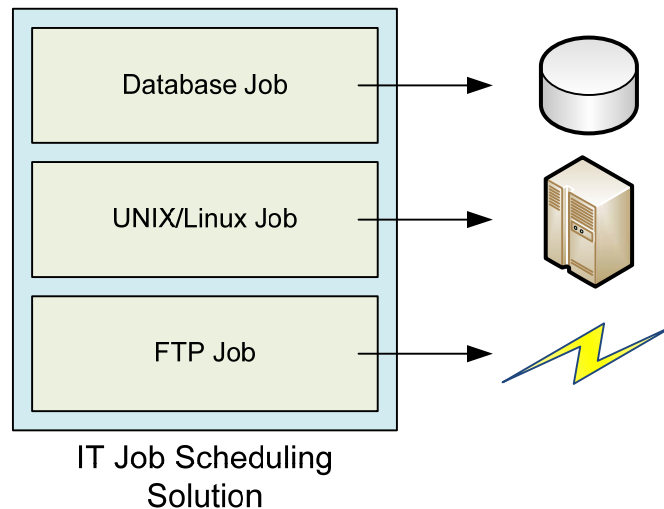 Database Job
UNIX/Linux Job
FTP Job
IT Job Scheduling
Solution